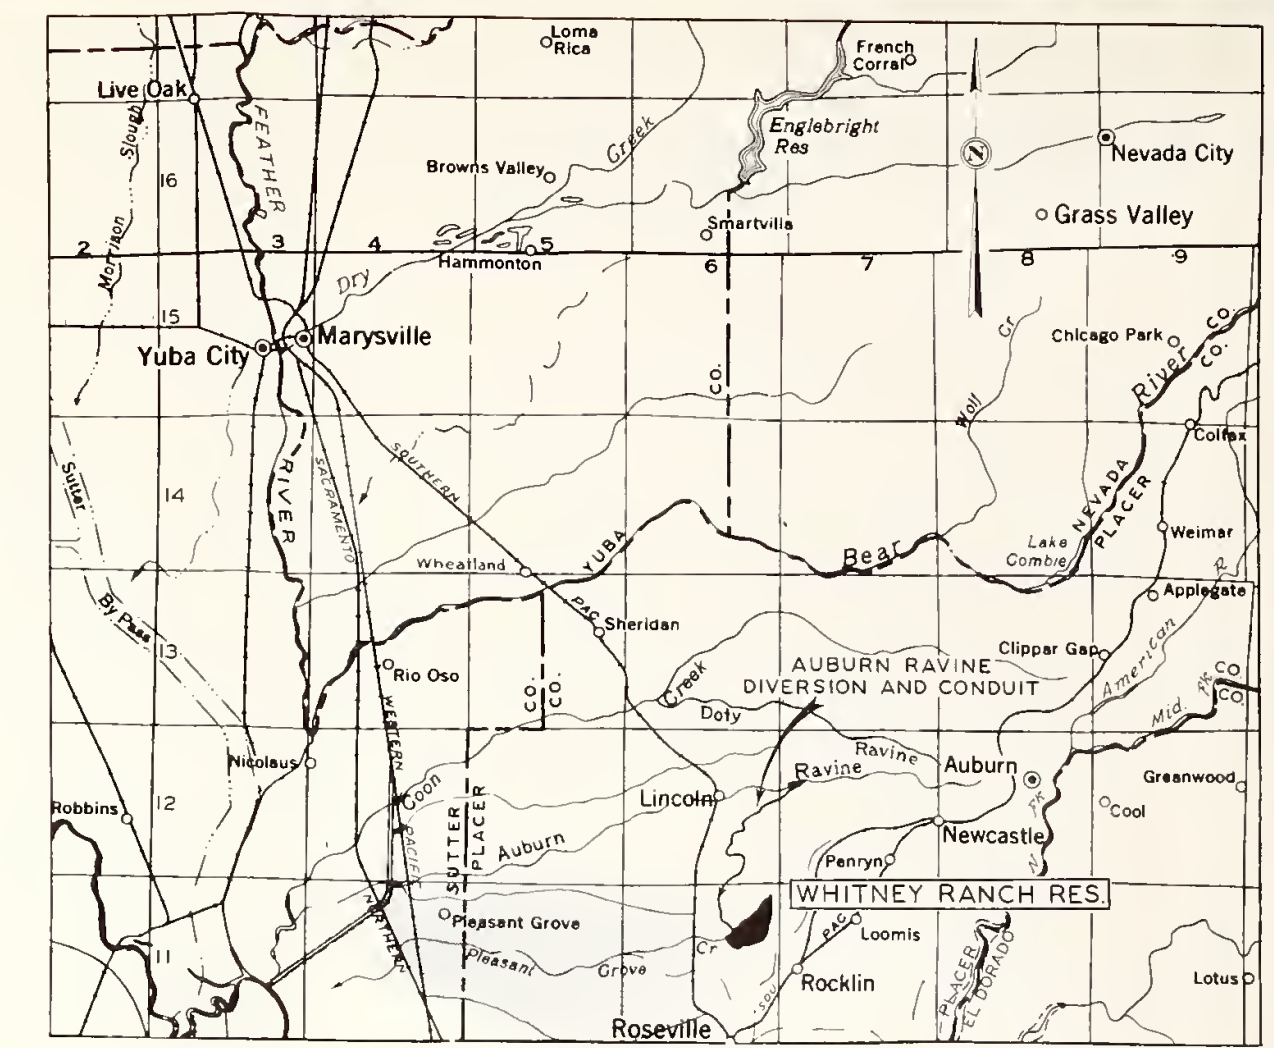 Loma
Rica
French
Corral
Live Oak
FEATHER
Slough
Englebright
Res
Creek
N
Nevada City
Browns Valley
16
Morrison
Grass Valley
Smartville
2
3
4
5
6
7
8
9
Hammonton
Dry
15
Marysville
Yuba City
CO.
Cr
Woll
Chicago Park
River
CO.
CO.
Colfax
SOUTHERN
Sutter
RIVER
SACRAMENTO
14
NEVADA
PLACER
Weimar
Wheatland
YUBA
Bear
Lake
Combie
R
By Pass
PAC.
Sheridan
Applegate
13
Rio Oso
CO.
CO.
Creek
Clippar Gap
American
AUBURN RAVINE
DIVERSION AND CONDUIT
Doty
Mid. Fk
CO.
CO.
WESTERN
Nicolaus
Ravine
Ravine
Auburn
Greenwood
Robbins
12
Coon
Lincoln
FK
Cool
SUTTER
PLACER
PACIFIC
Auburn
Newcastle
Penryn
N
WHITNEY RANCH RES.
NORTHERN
Pleasant Grove
PAC.
Loomis
11
Pleasant
Grove
Cr
Rocklin
SOU
PLACER
EL DORADO
Lotus
Roseville